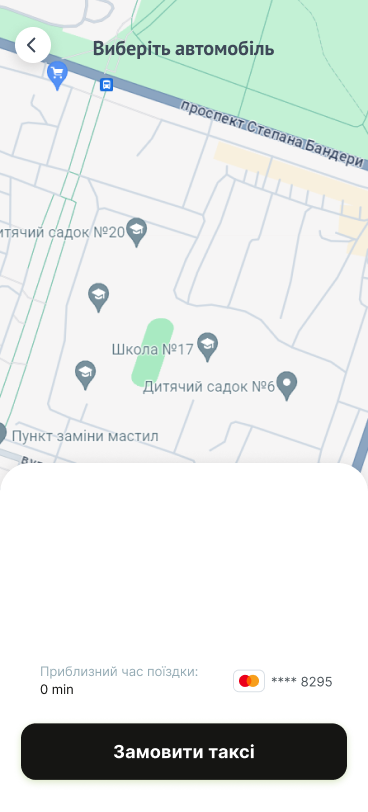 Виберіть автомобіль
проспект Степана Бандери
итячий садок №20
Школа №17
Дитячий садок №6
Пункт заміни мастил
Приблизний час поїздки:
0 min
**** 8295
Замовити таксі